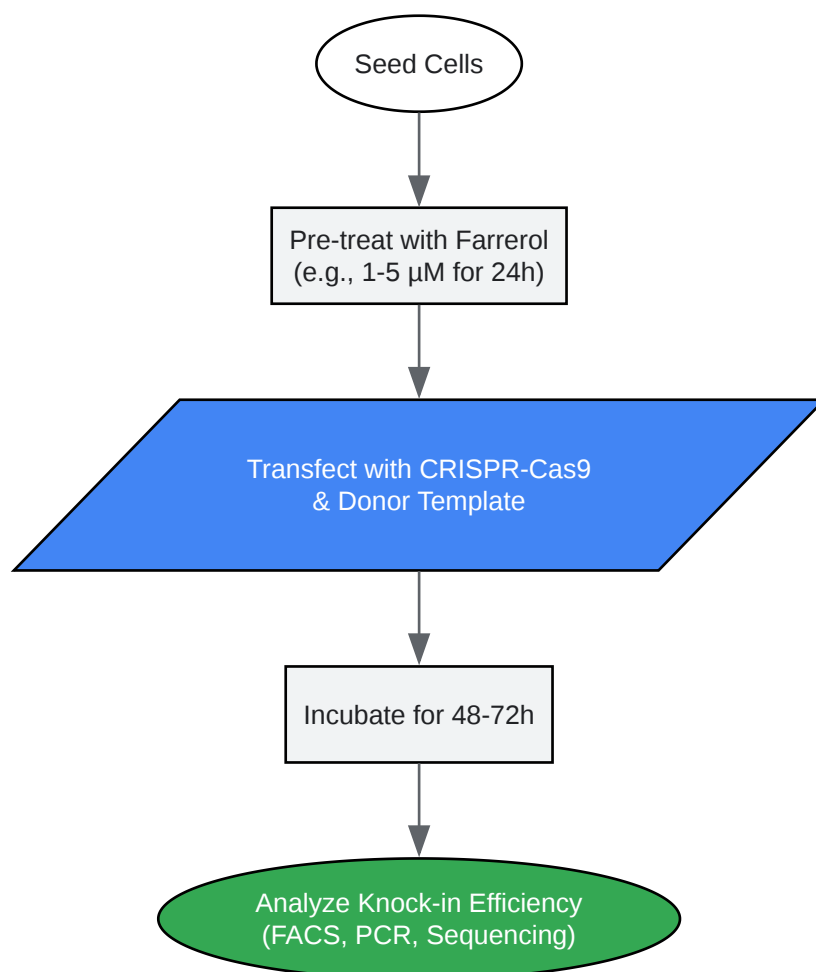 Seed Cells
Pre-treat with Farrerol
(e.g., 1-5 µM for 24h)
Transfect with CRISPR-Cas9
& Donor Template
Incubate for 48-72h
Analyze Knock-in Efficiency
(FACS, PCR, Sequencing)